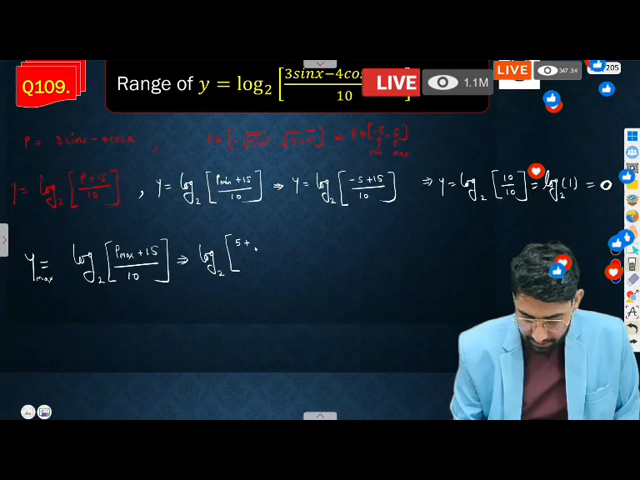 Q109.
Range of y = log₂ [3sinx−4cos
10 ]
LIVE 1.1M
LIVE 347.3K
205
P = 3sinx−4cosx ,
y = log₂ [P+15 / 10] , y = log₂ [Pmin+15 / 10] ⇒ y = log₂ [−5+15 / 10] ⇒ y = log₂ [10/10] = log₂(1) = 0
ymax = log₂ [Pmax+15 / 10] ⇒ log₂ [5+